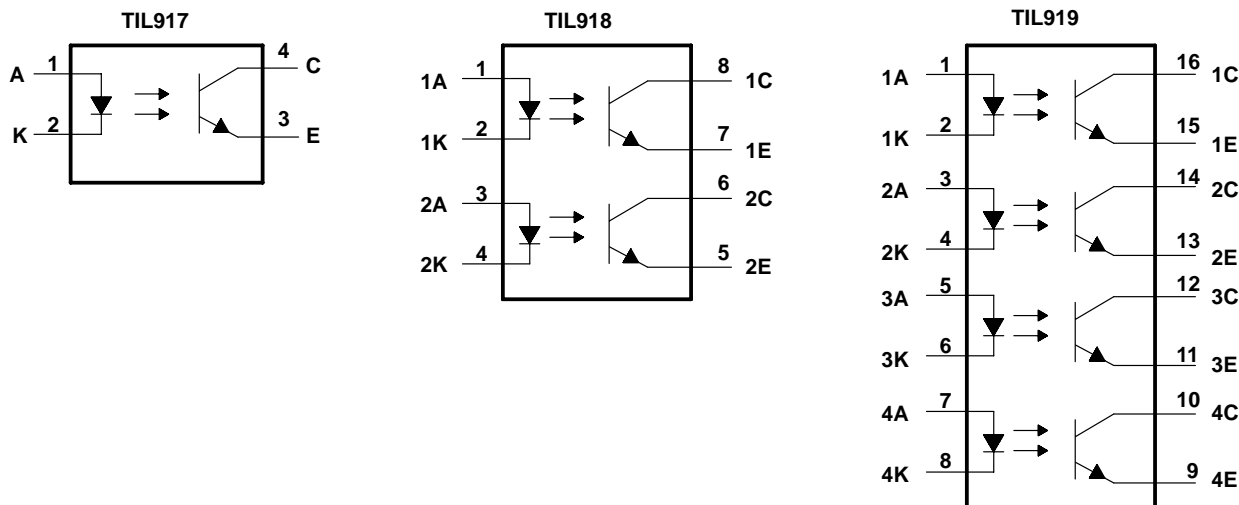 TIL917
A 1 4 C
K 2 3 E
TIL918
1A 1 8 1C
1K 2 7 1E
2A 3 6 2C
2K 4 5 2E
TIL919
1A 1 16 1C
1K 2 15 1E
2A 3 14 2C
2K 4 13 2E
3A 5 12 3C
3K 6 11 3E
4A 7 10 4C
4K 8 9 4E